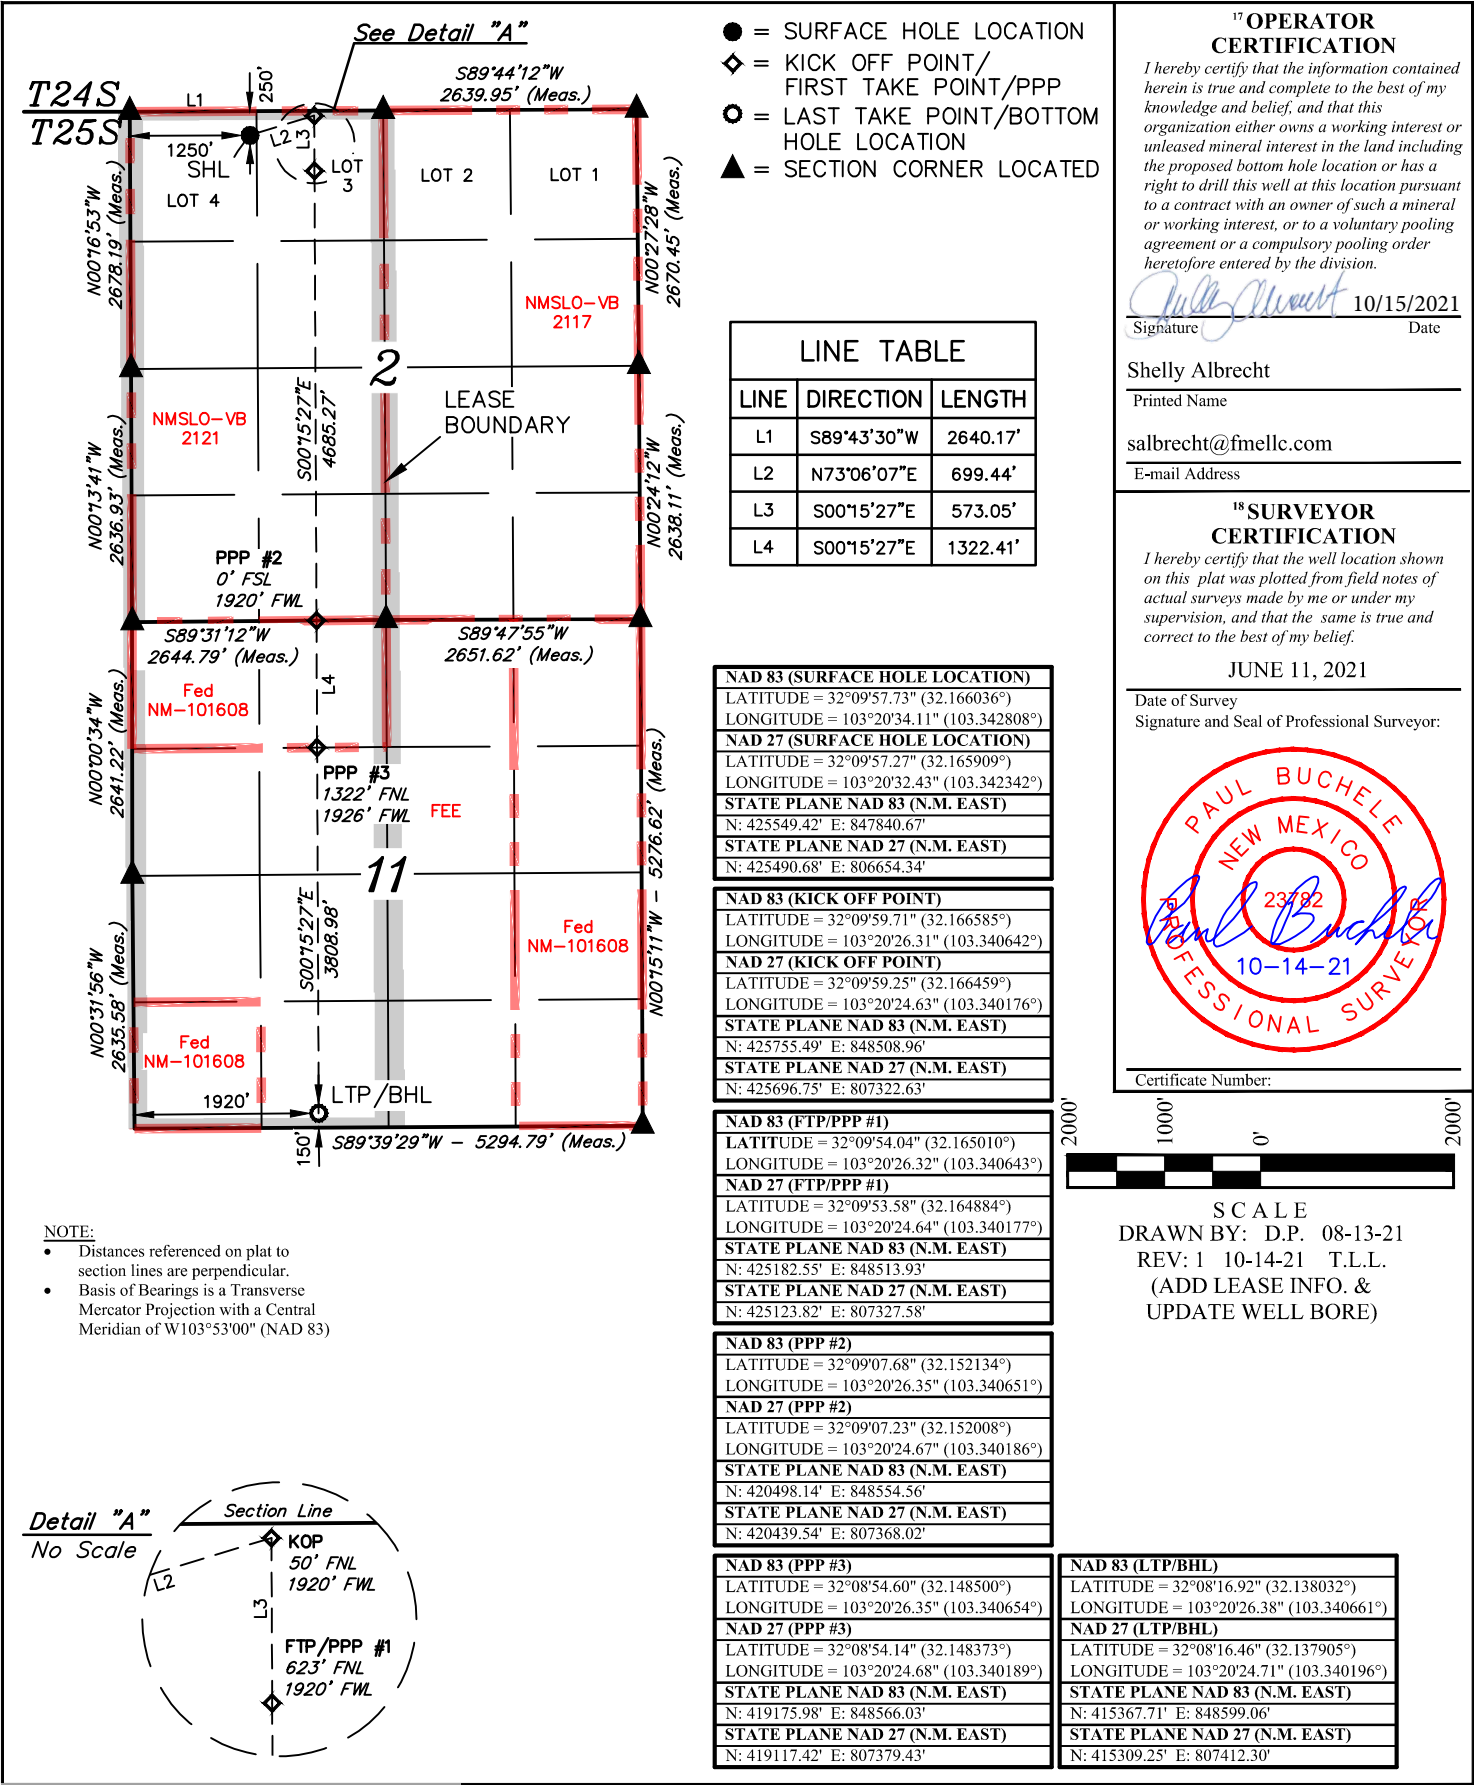 See Detail "A"
T24S
T25S
L1
250'
S89°44'12"W
2639.95' (Meas.)
1250'
SHL
L2
L3
LOT 4
LOT
3
LOT 2
LOT 1
N00°16'53"W
2678.19' (Meas.)
N00°27'28"W
2670.45' (Meas.)
NMSLO-VB
2117
2
S00°15'27"E
4685.27'
LEASE
BOUNDARY
NMSLO-VB
2121
N00°13'41"W
2636.93' (Meas.)
N00°24'12"W
2638.11' (Meas.)
PPP #2
0' FSL
1920' FWL
S89°31'12"W
2644.79' (Meas.)
S89°47'55"W
2651.62' (Meas.)
Fed
NM-101608
L4
N00°00'34"W
2641.22' (Meas.)
PPP #3
1322' FNL
1926' FWL
FEE
11
S00°15'27"E
3808.98'
Fed
NM-101608
N00°15'11"W - 5276.62' (Meas.)
N00°31'56"W
2635.58' (Meas.)
Fed
NM-101608
1920'
LTP/BHL
150'
S89°39'29"W - 5294.79' (Meas.)
NOTE:
• Distances referenced on plat to
section lines are perpendicular.
• Basis of Bearings is a Transverse
Mercator Projection with a Central
Meridian of W103°53'00" (NAD 83)
Detail "A"
No Scale
Section Line
KOP
50' FNL
1920' FWL
L2
L3
FTP/PPP #1
623' FNL
1920' FWL
= SURFACE HOLE LOCATION
= KICK OFF POINT/
FIRST TAKE POINT/PPP
= LAST TAKE POINT/BOTTOM
HOLE LOCATION
= SECTION CORNER LOCATED
LINE TABLE
LINE DIRECTION LENGTH
L1 S89°43'30"W 2640.17'
L2 N73°06'07"E 699.44'
L3 S00°15'27"E 573.05'
L4 S00°15'27"E 1322.41'
NAD 83 (SURFACE HOLE LOCATION)
LATITUDE = 32°09'57.73" (32.166036°)
LONGITUDE = 103°20'34.11" (103.342808°)
NAD 27 (SURFACE HOLE LOCATION)
LATITUDE = 32°09'57.27" (32.165909°)
LONGITUDE = 103°20'32.43" (103.342342°)
STATE PLANE NAD 83 (N.M. EAST)
N: 425549.42' E: 847840.67'
STATE PLANE NAD 27 (N.M. EAST)
N: 425490.68' E: 806654.34'
NAD 83 (KICK OFF POINT)
LATITUDE = 32°09'59.71" (32.166585°)
LONGITUDE = 103°20'26.31" (103.340642°)
NAD 27 (KICK OFF POINT)
LATITUDE = 32°09'59.25" (32.166459°)
LONGITUDE = 103°20'24.63" (103.340176°)
STATE PLANE NAD 83 (N.M. EAST)
N: 425755.49' E: 848508.96'
STATE PLANE NAD 27 (N.M. EAST)
N: 425696.75' E: 807322.63'
NAD 83 (FTP/PPP #1)
LATITUDE = 32°09'54.04" (32.165010°)
LONGITUDE = 103°20'26.32" (103.340643°)
NAD 27 (FTP/PPP #1)
LATITUDE = 32°09'53.58" (32.164884°)
LONGITUDE = 103°20'24.64" (103.340177°)
STATE PLANE NAD 83 (N.M. EAST)
N: 425182.55' E: 848513.93'
STATE PLANE NAD 27 (N.M. EAST)
N: 425123.82' E: 807327.58'
NAD 83 (PPP #2)
LATITUDE = 32°09'07.68" (32.152134°)
LONGITUDE = 103°20'26.35" (103.340651°)
NAD 27 (PPP #2)
LATITUDE = 32°09'07.23" (32.152008°)
LONGITUDE = 103°20'24.67" (103.340186°)
STATE PLANE NAD 83 (N.M. EAST)
N: 420498.14' E: 848554.56'
STATE PLANE NAD 27 (N.M. EAST)
N: 420439.54' E: 807368.02'
NAD 83 (PPP #3)
LATITUDE = 32°08'54.60" (32.148500°)
LONGITUDE = 103°20'26.35" (103.340654°)
NAD 27 (PPP #3)
LATITUDE = 32°08'54.14" (32.148373°)
LONGITUDE = 103°20'24.68" (103.340189°)
STATE PLANE NAD 83 (N.M. EAST)
N: 419175.98' E: 848566.03'
STATE PLANE NAD 27 (N.M. EAST)
N: 419117.42' E: 807379.43'
NAD 83 (LTP/BHL)
LATITUDE = 32°08'16.92" (32.138032°)
LONGITUDE = 103°20'26.38" (103.340661°)
NAD 27 (LTP/BHL)
LATITUDE = 32°08'16.46" (32.137905°)
LONGITUDE = 103°20'24.71" (103.340196°)
STATE PLANE NAD 83 (N.M. EAST)
N: 415367.71' E: 848599.06'
STATE PLANE NAD 27 (N.M. EAST)
N: 415309.25' E: 807412.30'
17 OPERATOR
CERTIFICATION
I hereby certify that the information contained
herein is true and complete to the best of my
knowledge and belief, and that this
organization either owns a working interest or
unleased mineral interest in the land including
the proposed bottom hole location or has a
right to drill this well at this location pursuant
to a contract with an owner of such a mineral
or working interest, or to a voluntary pooling
agreement or a compulsory pooling order
heretofore entered by the division.
10/15/2021
Signature Date
Shelly Albrecht
Printed Name
salbrecht@fmellc.com
E-mail Address
18 SURVEYOR
CERTIFICATION
I hereby certify that the well location shown
on this plat was plotted from field notes of
actual surveys made by me or under my
supervision, and that the same is true and
correct to the best of my belief.
JUNE 11, 2021
Date of Survey
Signature and Seal of Professional Surveyor:
PAUL BUCHELE
NEW MEXICO
23782
Paul Buchele
10-14-21
PROFESSIONAL SURVEYOR
Certificate Number:
2000'
1000'
0'
2000'
SCALE
DRAWN BY: D.P. 08-13-21
REV: 1 10-14-21 T.L.L.
(ADD LEASE INFO. &
UPDATE WELL BORE)